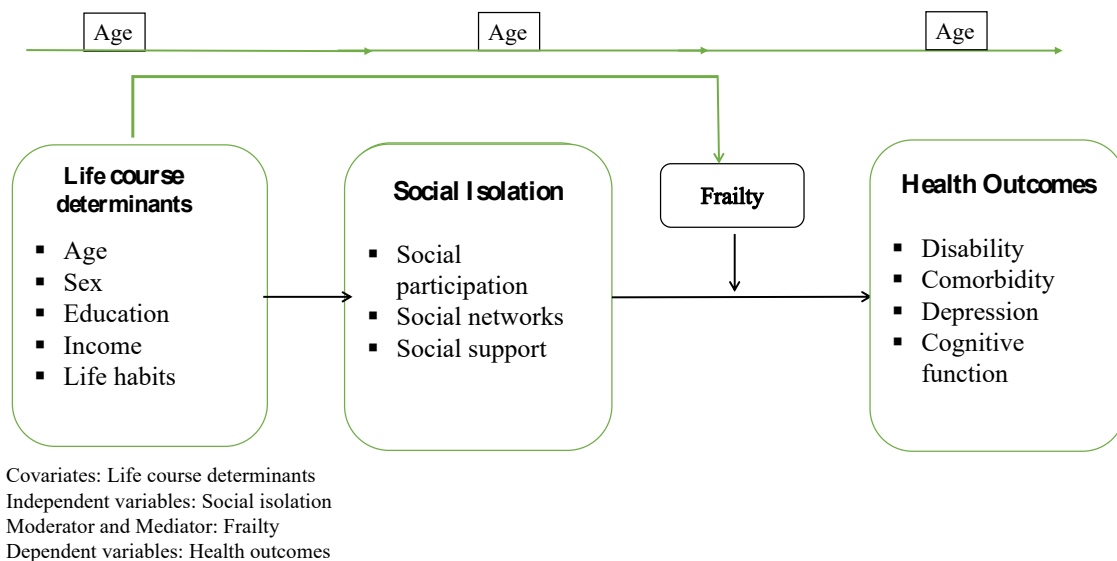 Age
Age
Age
Life course
determinants
▪ Age
▪ Sex
▪ Education
▪ Income
▪ Life habits
Social Isolation
▪ Social
participation
▪ Social networks
▪ Social support
Frailty
Health Outcomes
▪ Disability
▪ Comorbidity
▪ Depression
▪ Cognitive
function
Covariates: Life course determinants
Independent variables: Social isolation
Moderator and Mediator: Frailty
Dependent variables: Health outcomes